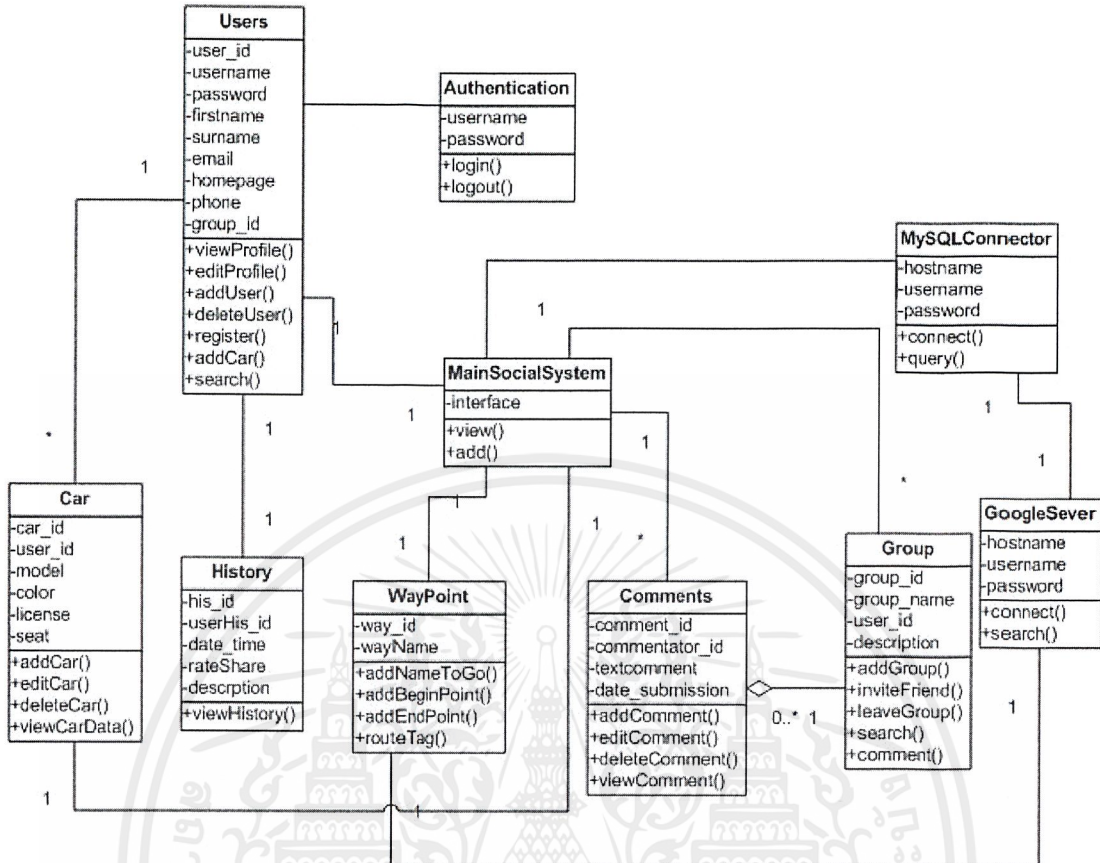 Users
-user_id
-username
-password
-firstname
-surname
-email
-homepage
-phone
-group_id
+viewProfile()
+editProfile()
+addUser()
+deleteUser()
+register()
+addCar()
+search()
Authentication
-username
-password
+login()
+logout()
1
MySQLConnector
-hostname
-username
-password
+connect()
+query()
1
1
MainSocialSystem
-interface
+view()
+add()
1
1
1
1
*
1
1
1
*
1
1
*
Car
-car_id
-user_id
-model
-color
-license
-seat
+addCar()
+editCar()
+deleteCar()
+viewCarData()
History
-his_id
-userHis_id
-date_time
-rateShare
-descrption
+viewHistory()
WayPoint
-way_id
-wayName
+addNameToGo()
+addBeginPoint()
+addEndPoint()
+routeTag()
Comments
-comment_id
-commentator_id
-textcomment
-date_submission
+addComment()
+editComment()
+deleteComment()
+viewComment()
0..*
1
Group
-group_id
-group_name
-user_id
-description
+addGroup()
+inviteFriend()
+leaveGroup()
+search()
+comment()
GoogleSever
-hostname
-username
-password
+connect()
+search()
1
1
1